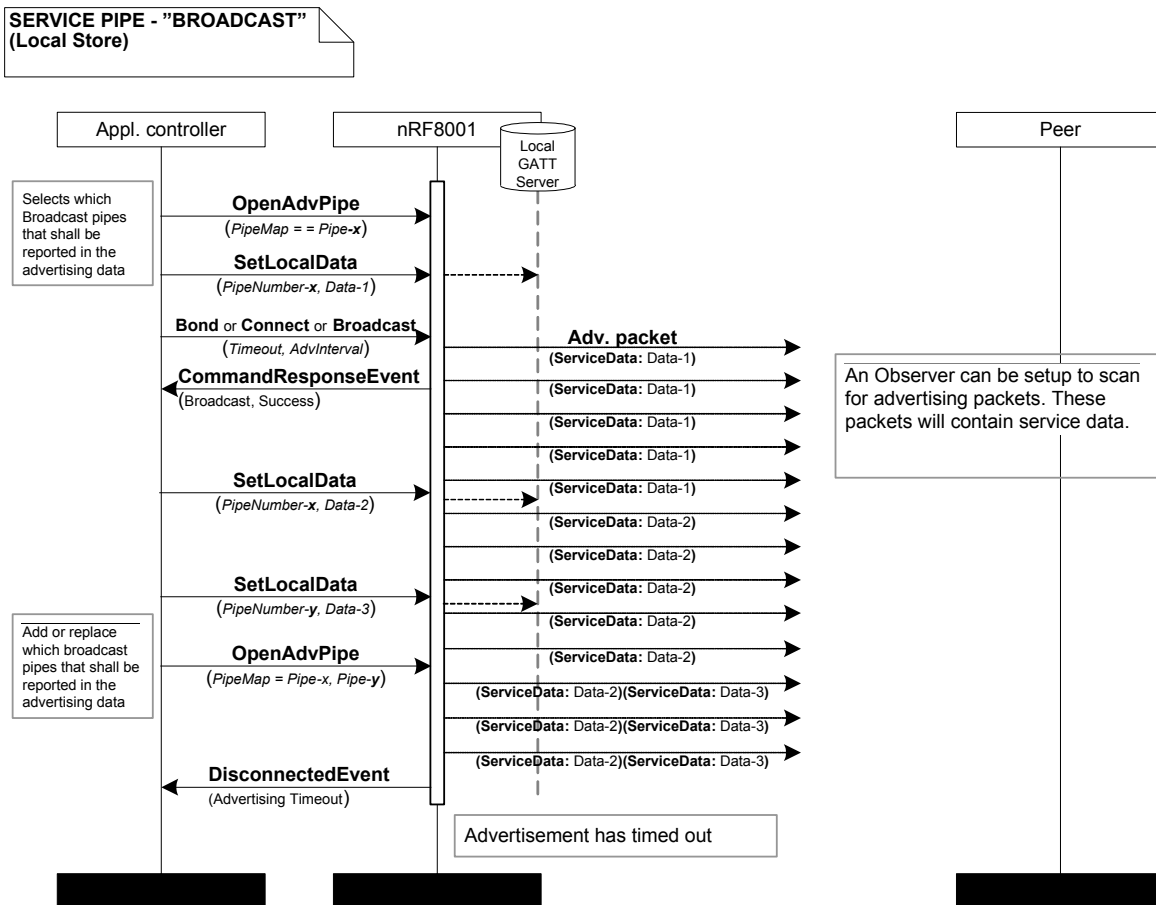 SERVICE PIPE - ”BROADCAST”
(Local Store)
Appl. controller
nRF8001
Local
GATT
Server
Peer
Selects which
Broadcast pipes
that shall be
reported in the
advertising data
OpenAdvPipe
(PipeMap = = Pipe-x)
SetLocalData
(PipeNumber-x, Data-1)
Bond or Connect or Broadcast
(Timeout, AdvInterval)
Adv. packet
(ServiceData: Data-1)
CommandResponseEvent
(Broadcast, Success)
(ServiceData: Data-1)
(ServiceData: Data-1)
(ServiceData: Data-1)
(ServiceData: Data-1)
An Observer can be setup to scan
for advertising packets. These
packets will contain service data.
SetLocalData
(PipeNumber-x, Data-2)
(ServiceData: Data-2)
(ServiceData: Data-2)
(ServiceData: Data-2)
SetLocalData
(PipeNumber-y, Data-3)
(ServiceData: Data-2)
(ServiceData: Data-2)
Add or replace
which broadcast
pipes that shall be
reported in the
advertising data
OpenAdvPipe
(PipeMap = Pipe-x, Pipe-y)
(ServiceData: Data-2)(ServiceData: Data-3)
(ServiceData: Data-2)(ServiceData: Data-3)
(ServiceData: Data-2)(ServiceData: Data-3)
DisconnectedEvent
(Advertising Timeout)
Advertisement has timed out